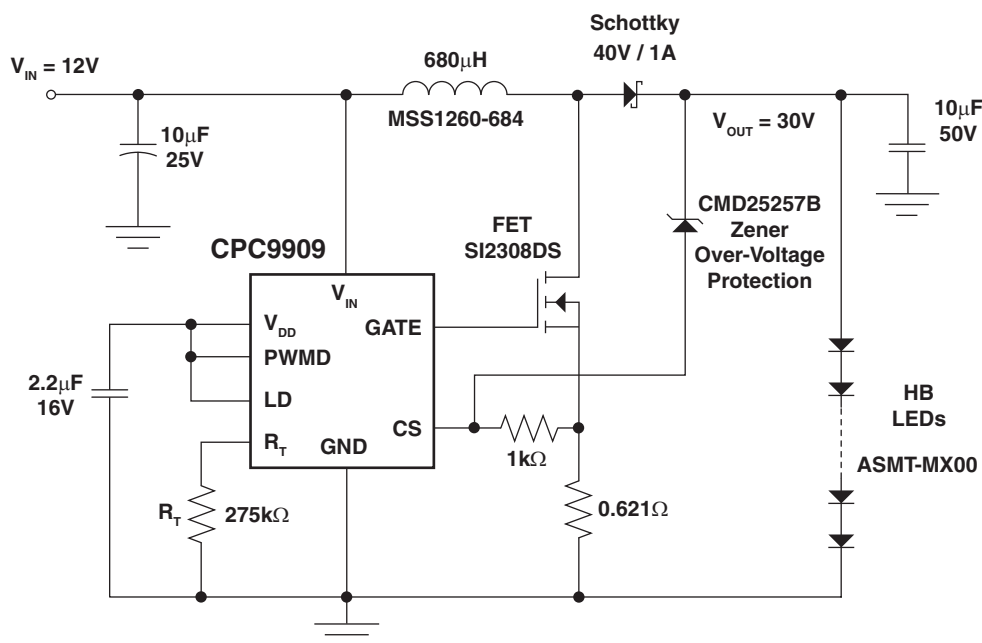 Schottky
40V / 1A
680μH
V_IN = 12V
MSS1260-684
10μF
25V
V_OUT = 30V
10μF
50V
CMD25257B
Zener
Over-Voltage
Protection
FET
SI2308DS
CPC9909
V_IN
V_DD
GATE
PWMD
LD
2.2μF
16V
CS
R_T
GND
1kΩ
HB
LEDs
ASMT-MX00
R_T
275kΩ
0.621Ω